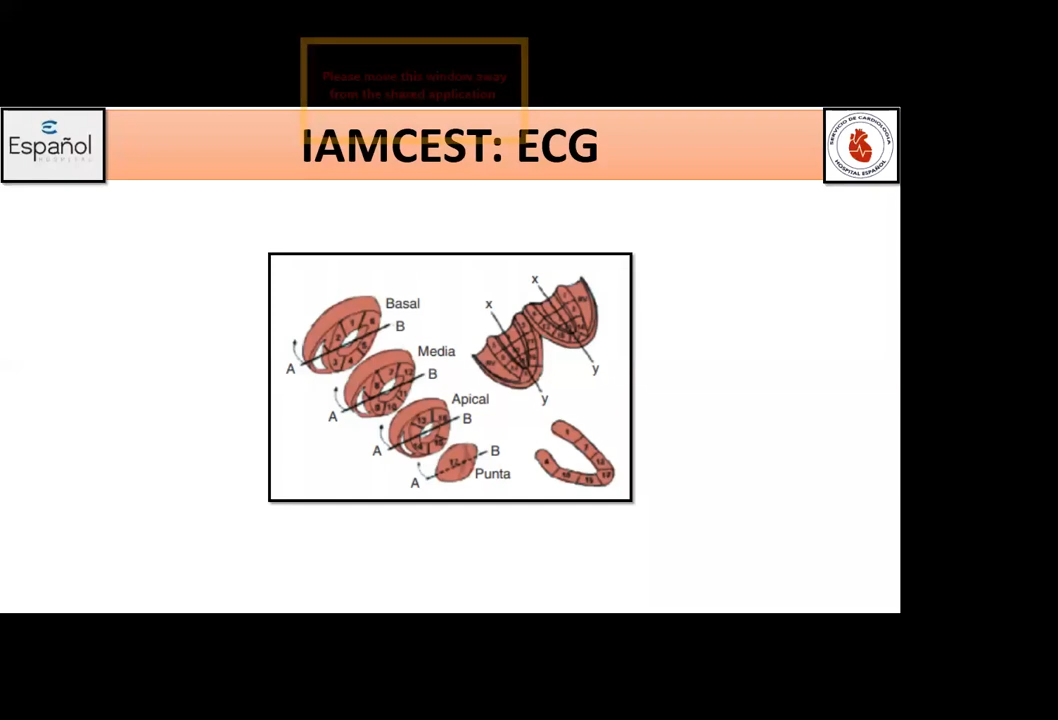 Please move this window away
from the shared application
Español
HOSPITAL
IAMCEST: ECG
SERVICIO DE CARDIOLOGIA
HOSPITAL ESPAÑOL
Basal
B
A
Media
B
A
Apical
B
A
B
Punta
A
x
x
y
y